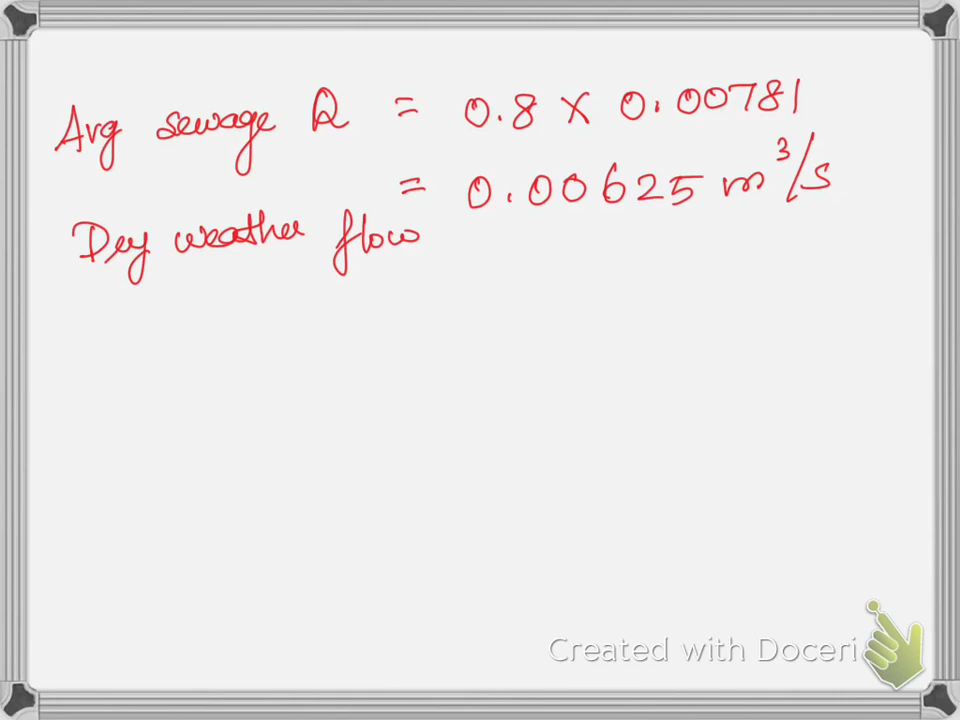 Avg sewage Q = 0.8 × 0.00781
= 0.00625 m³/s
Dry weather flow
Created with Doceri